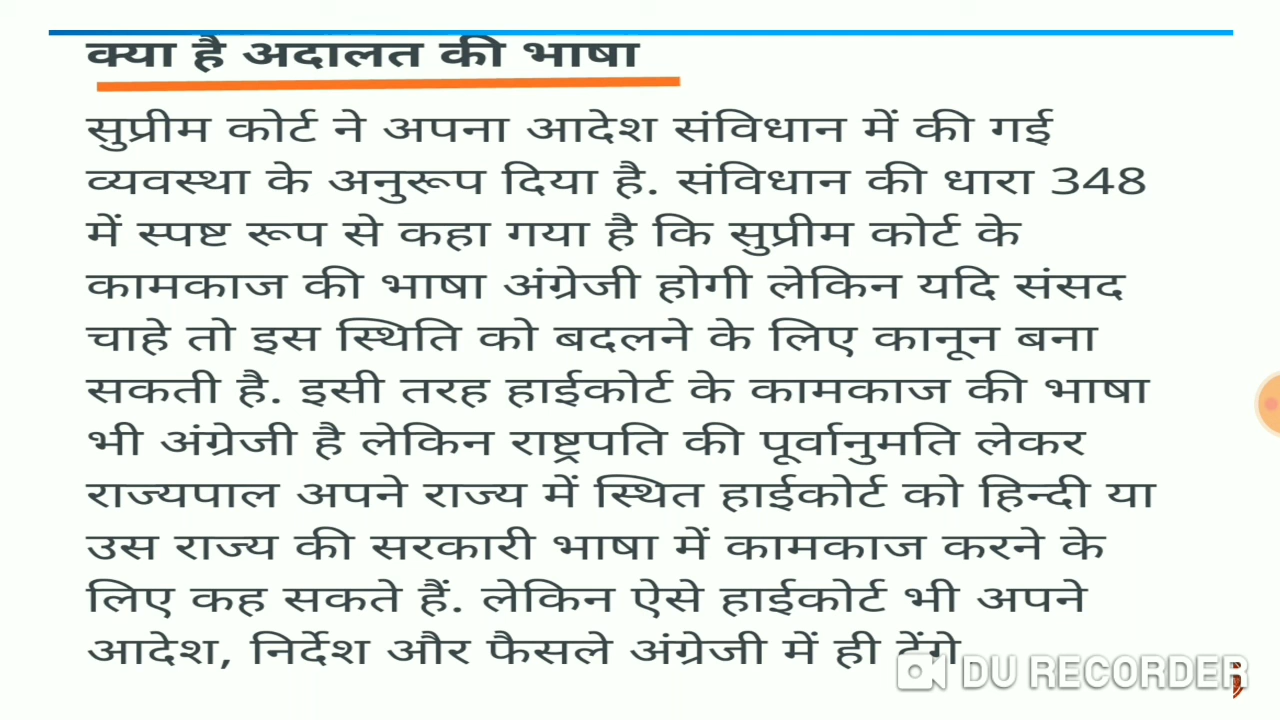 क्या है अदालत की भाषा
सुप्रीम कोर्ट ने अपना आदेश संविधान में की गई
व्यवस्था के अनुरूप दिया है. संविधान की धारा 348
में स्पष्ट रूप से कहा गया है कि सुप्रीम कोर्ट के
कामकाज की भाषा अंग्रेजी होगी लेकिन यदि संसद
चाहे तो इस स्थिति को बदलने के लिए कानून बना
सकती है. इसी तरह हाईकोर्ट के कामकाज की भाषा
भी अंग्रेजी है लेकिन राष्ट्रपति की पूर्वानुमति लेकर
राज्यपाल अपने राज्य में स्थित हाईकोर्ट को हिन्दी या
उस राज्य की सरकारी भाषा में कामकाज करने के
लिए कह सकते हैं. लेकिन ऐसे हाईकोर्ट भी अपने
आदेश, निर्देश और फैसले अंग्रेजी में ही देंगे
DU RECORDER